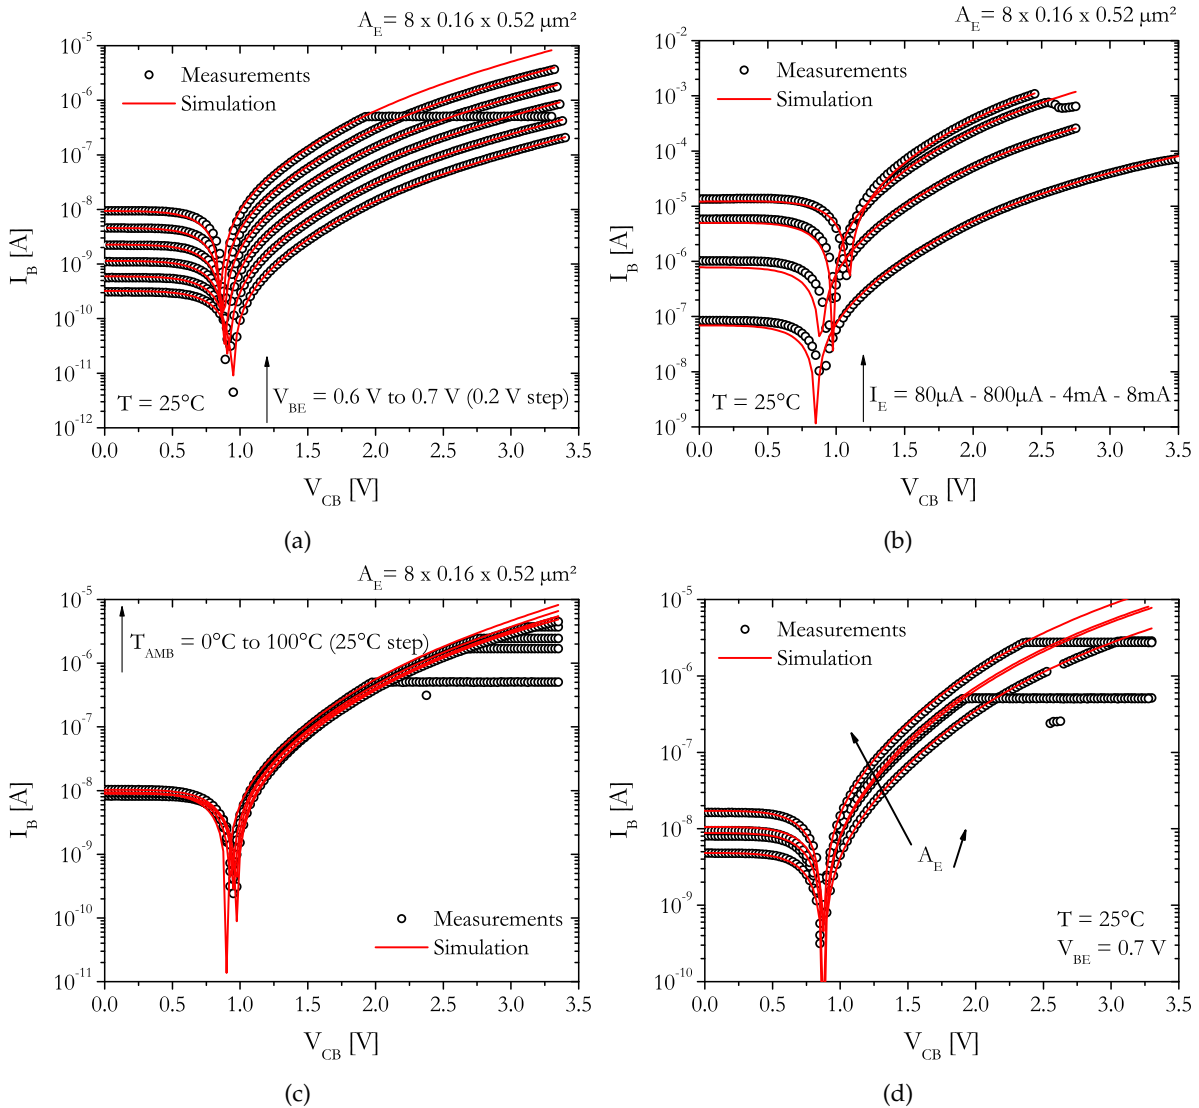 A_E= 8 x 0.16 x 0.52 µm²
10^-5
10^-6
10^-7
10^-8
10^-9
10^-10
10^-11
10^-12
I_B [A]
Measurements
Simulation
T = 25°C
V_BE = 0.6 V to 0.7 V (0.2 V step)
0.0 0.5 1.0 1.5 2.0 2.5 3.0 3.5
V_CB [V]
(a)
A_E= 8 x 0.16 x 0.52 µm²
10^-2
10^-3
10^-4
10^-5
10^-6
10^-7
10^-8
10^-9
I_B [A]
Measurements
Simulation
T = 25°C
I_E = 80µA - 800µA - 4mA - 8mA
0.0 0.5 1.0 1.5 2.0 2.5 3.0 3.5
V_CB [V]
(b)
A_E= 8 x 0.16 x 0.52 µm²
10^-5
10^-6
10^-7
10^-8
10^-9
10^-10
10^-11
I_B [A]
T_AMB = 0°C to 100°C (25°C step)
Measurements
Simulation
0.0 0.5 1.0 1.5 2.0 2.5 3.0 3.5
V_CB [V]
(c)
10^-5
10^-6
10^-7
10^-8
10^-9
10^-10
I_B [A]
Measurements
Simulation
A_E
T = 25°C
V_BE = 0.7 V
0.0 0.5 1.0 1.5 2.0 2.5 3.0 3.5
V_CB [V]
(d)